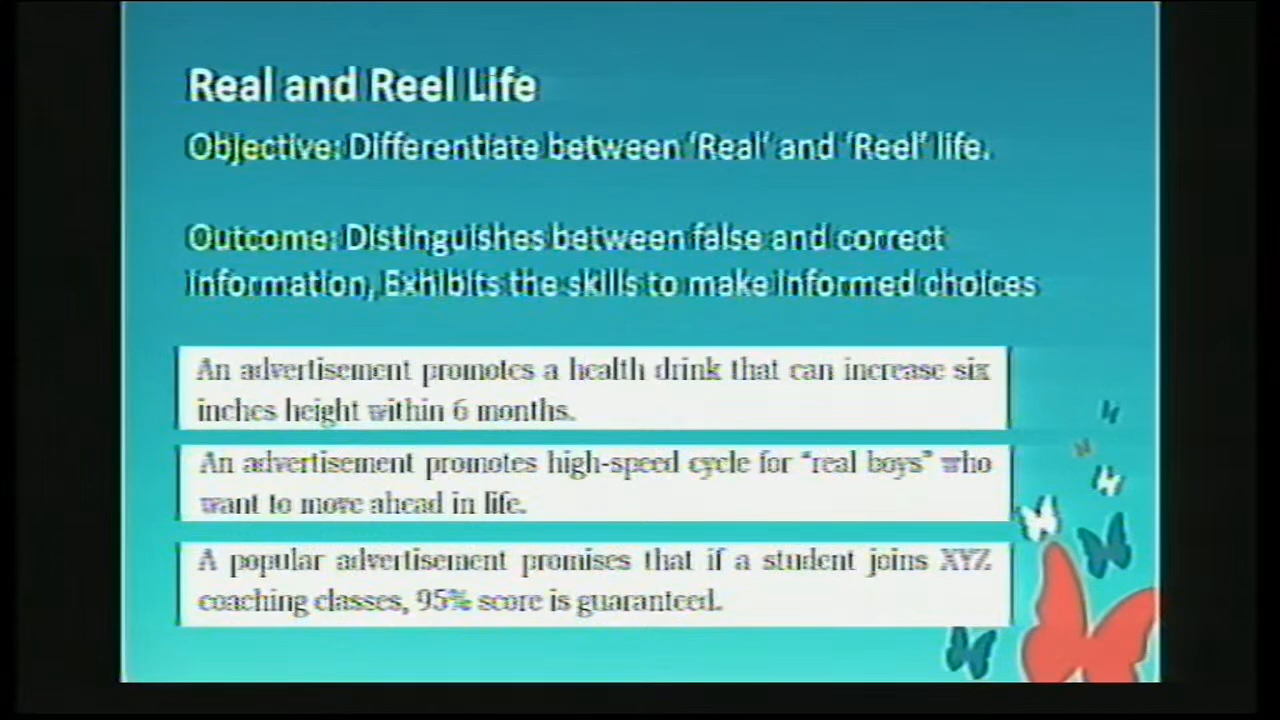 Real and Reel Life
Objective: Differentiate between 'Real' and 'Reel' life.
Outcome: Distinguishes between false and correct
information, Exhibits the skills to make informed choices
An advertisement promotes a health drink that can increase six
inches height within 6 months.
An advertisement promotes high-speed cycle for “real boys” who
want to move ahead in life.
A popular advertisement promises that if a student joins XYZ
coaching classes, 95% score is guaranteed.